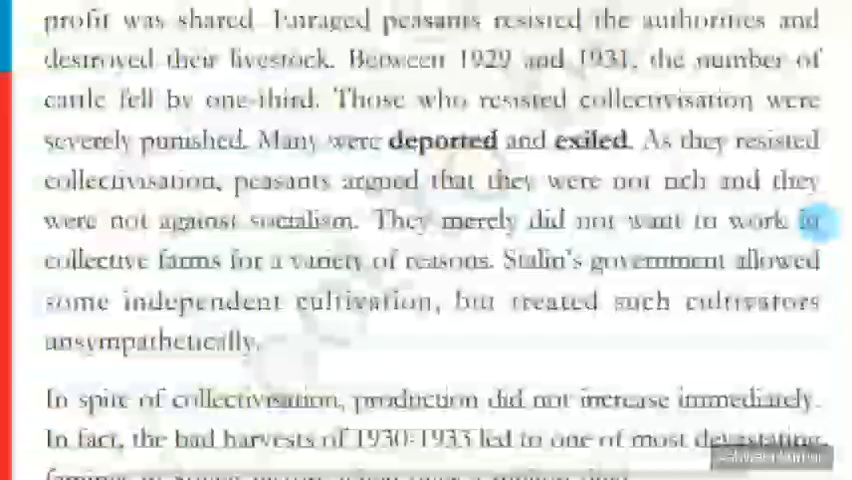 profit was shared. Enraged peasants resisted the authorities and
destroyed their livestock. Between 1929 and 1931, the number of
cattle fell by one-third. Those who resisted collectivisation were
severely punished. Many were deported and exiled. As they resisted
collectivisation, peasants argued that they were not rich and they
were not against socialism. They merely did not want to work in
collective farms for a variety of reasons. Stalin's government allowed
some independent cultivation, but treated such cultivators
unsympathetically.
In spite of collectivisation, production did not increase immediately.
In fact, the bad harvests of 1930-1933 led to one of most devastating